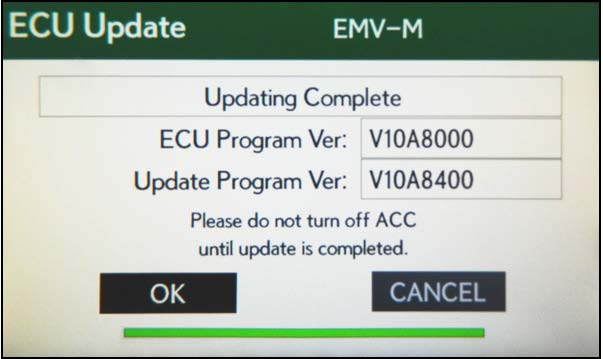 ECU Update EMV-M
Updating Complete
ECU Program Ver: V10A8000
Update Program Ver: V10A8400
Please do not turn off ACC
until update is completed.
OK CANCEL